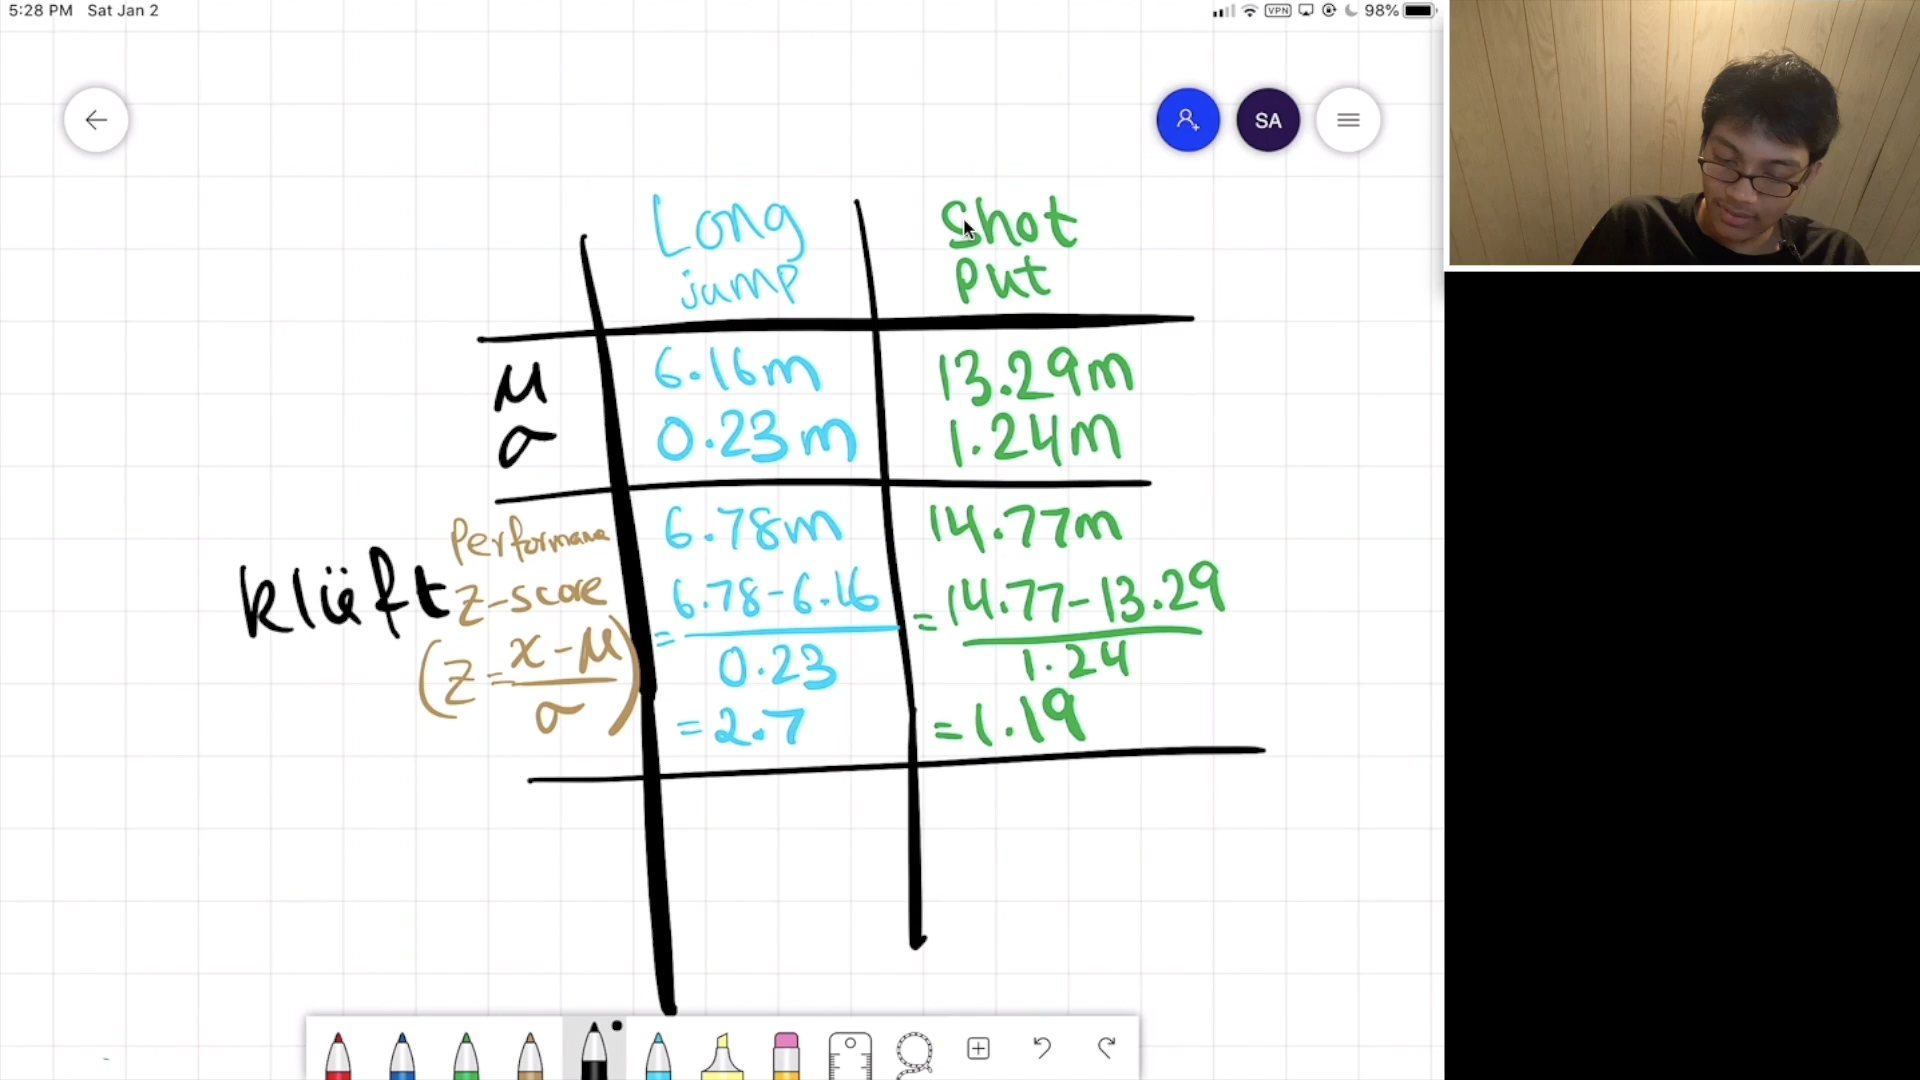 5:28 PM Sat Jan 2
VPN 98%
SA
Long Shot
jump Put
μ 6.16m 13.29m
σ 0.23m 1.24m
Performane 6.78m 14.77m
klüft z-score 6.78-6.16 = 14.77-13.29
(z = x-μ = 0.23 1.24
σ) = 2.7 = 1.19